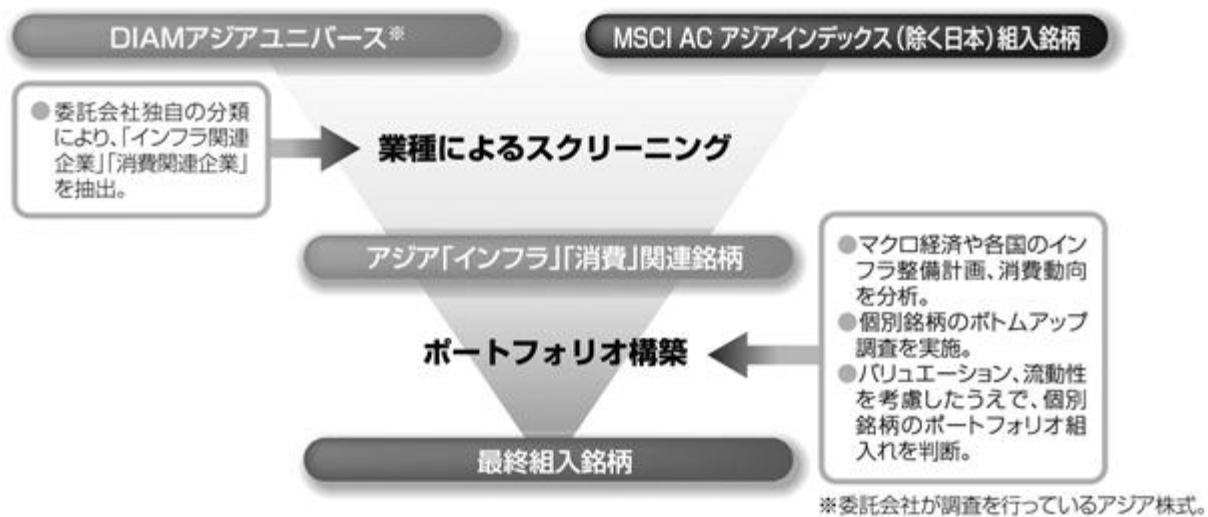 DIAMアジアユニバース※
MSCI AC アジアインデックス(除く日本)組入銘柄
●委託会社独自の分類
により、「インフラ関連
企業」「消費関連企業」
を抽出。
業種によるスクリーニング
アジア「インフラ」「消費」関連銘柄
●マクロ経済や各国のイン
フラ整備計画、消費動向
を分析。
●個別銘柄のボトムアップ
調査を実施。
●バリュエーション、流動性
を考慮したうえで、個別
銘柄のポートフォリオ組
入れを判断。
ポートフォリオ構築
最終組入銘柄
※委託会社が調査を行っているアジア株式。